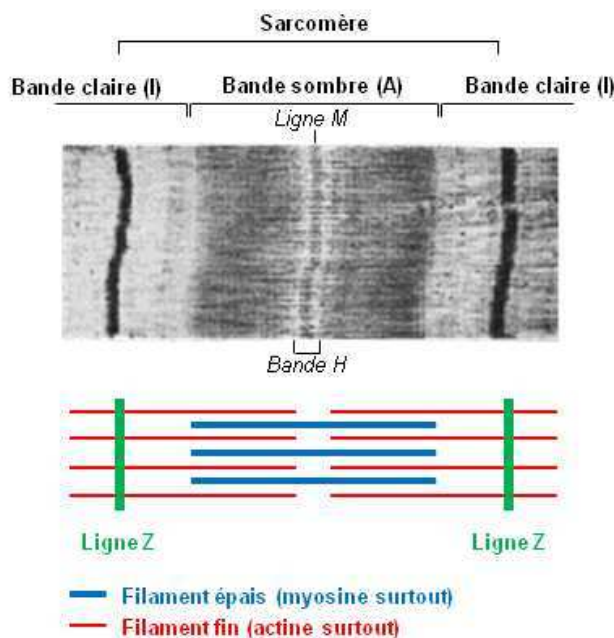 Sarcomère
Bande claire (I) Bande sombre (A) Bande claire (I)
Ligne M
Bande H
Ligne Z Ligne Z
Filament épais (myosine surtout)
Filament fin (actine surtout)